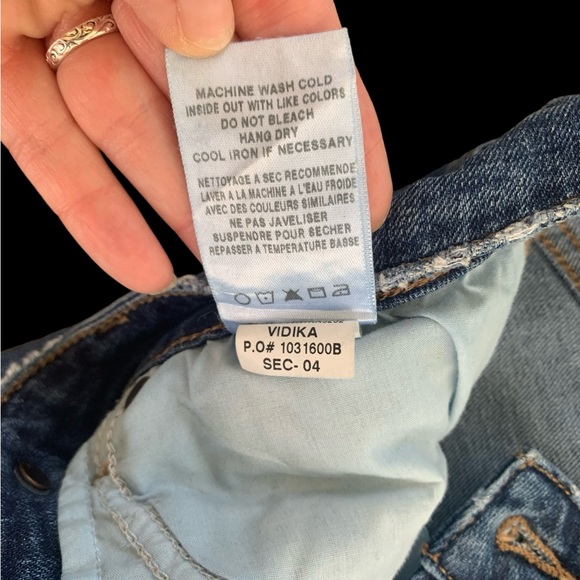 MACHINE WASH COLD
INSIDE OUT WITH LIKE COLORS
DO NOT BLEACH
HANG DRY
COOL IRON IF NECESSARY
NETTOYAGE A SEC RECOMMENDE
LAVER A LA MACHINE A L'EAU FROIDE
AVEC DES COULEURS SIMILAIRES
NE PAS JAVELISER
SUSPENDRE POUR SECHER
REPASSER A TEMPERATURE BASSE
VIDIKA
P.O# 1031600B
SEC- 04